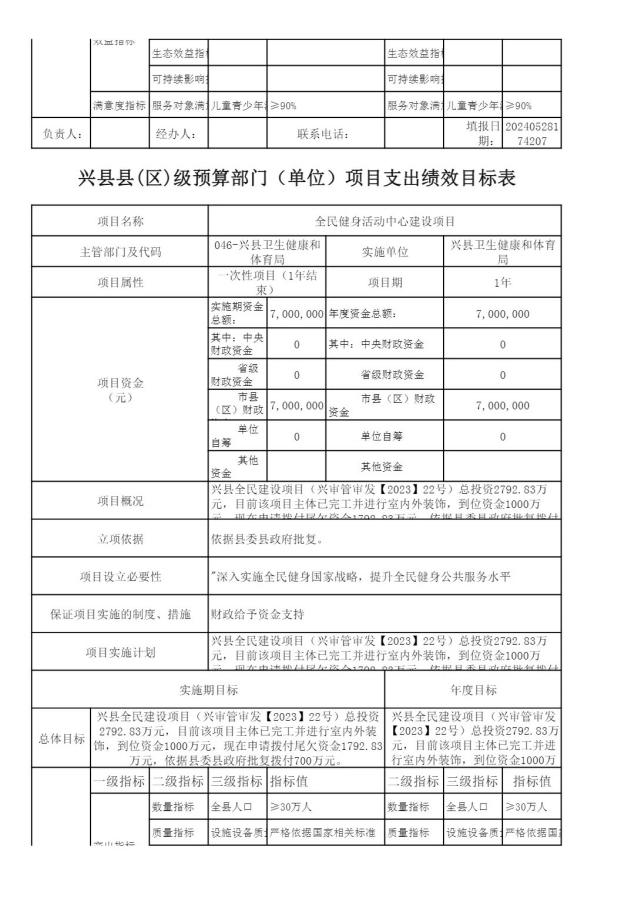 生态效益指
生态效益指
可持续影响
可持续影响
满意度指标 服务对象满 儿童青少年 ≥90% 服务对象满 儿童青少年 ≥90%
负责人: 经办人: 联系电话: 填报日期: 20240528174207
兴县县(区)级预算部门（单位）项目支出绩效目标表
项目名称 全民健身活动中心建设项目
主管部门及代码 046-兴县卫生健康和体育局 实施单位 兴县卫生健康和体育局
项目属性 一次性项目（1年结束） 项目期 1年
项目资金
（元）
实施期资金总额: 7,000,000 年度资金总额: 7,000,000
其中: 中央财政资金 0 其中: 中央财政资金 0
省级财政资金 0 省级财政资金 0
市县（区）财政 7,000,000 市县（区）财政资金 7,000,000
单位自筹 0 单位自筹 0
其他资金 其他资金
项目概况
兴县全民建设项目（兴审管审发【2023】22号）总投资2792.83万
元，目前该项目主体已完工并进行室内外装饰，到位资金1000万
元，现在申请拨付尾欠资金1792.83万元，依据县委县政府批复拨付
立项依据 依据县委县政府批复。
项目设立必要性 "深入实施全民健身国家战略，提升全民健身公共服务水平
保证项目实施的制度、措施 财政给予资金支持
项目实施计划
兴县全民建设项目（兴审管审发【2023】22号）总投资2792.83万
元，目前该项目主体已完工并进行室内外装饰，到位资金1000万
元，现在申请拨付尾欠资金1792.83万元，依据县委县政府批复拨付
实施期目标 年度目标
总体目标
兴县全民建设项目（兴审管审发【2023】22号）总投资
2792.83万元，目前该项目主体已完工并进行室内外装
饰，到位资金1000万元，现在申请拨付尾欠资金1792.83
万元，依据县委县政府批复拨付700万元。
兴县全民建设项目（兴审管审发
【2023】22号）总投资2792.83万
元，目前该项目主体已完工并进
行室内外装饰，到位资金1000万
一级指标 二级指标 三级指标 指标值 二级指标 三级指标 指标值
数量指标 全县人口 ≥30万人 数量指标 全县人口 ≥30万人
质量指标 设施设备质 严格依据国家相关标准 质量指标 设施设备质 严格依据国